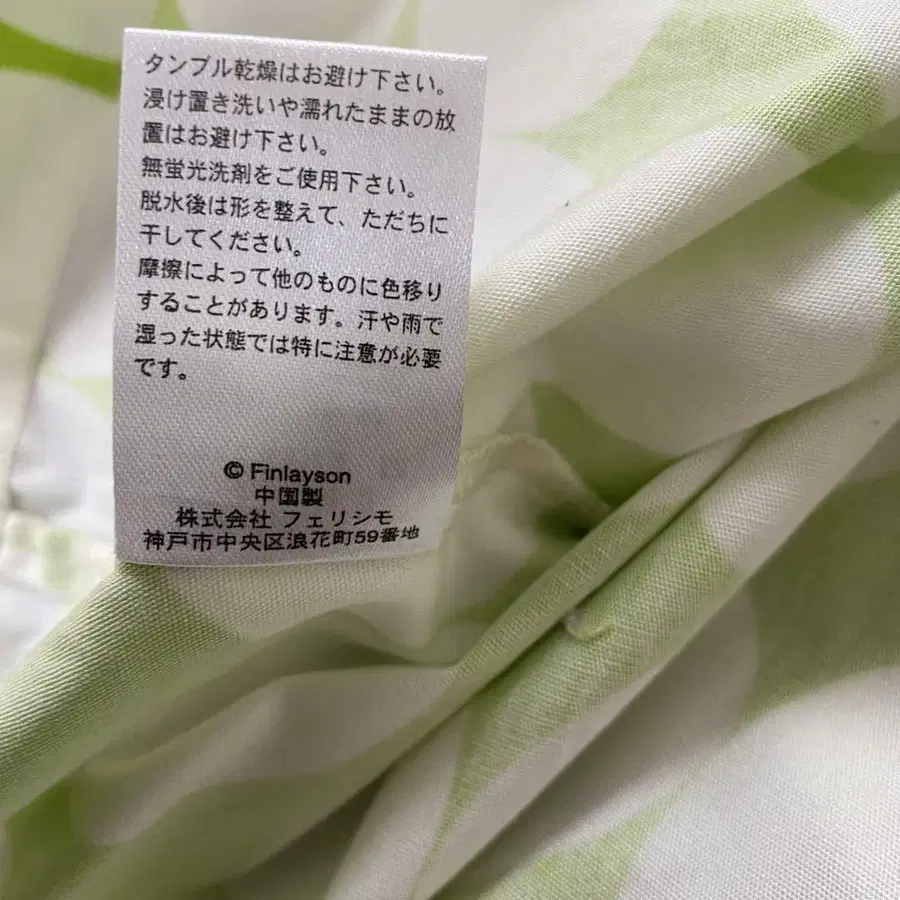 タンブル乾燥はお避け下さい。
浸け置き洗いや濡れたままの放
置はお避け下さい。
無蛍光洗剤をご使用下さい。
脱水後は形を整えて、ただちに
干してください。
摩擦によって他のものに色移り
することがあります。汗や雨で
湿った状態では特に注意が必要
です。
© Finlayson
中国製
株式会社 フェリシモ
神戸市中央区浪花町59番地